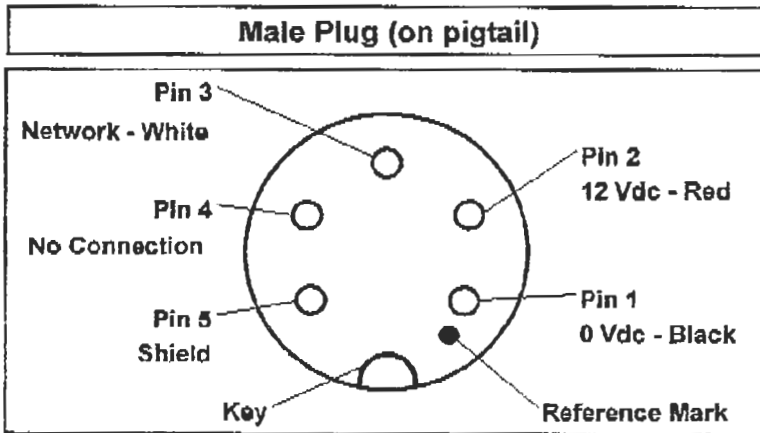 Male Plug (on pigtail)
Pin 3
Network - White
Pin 2
12 Vdc - Red
Pin 4
No Connection
Pin 5
Shield
Pin 1
0 Vdc - Black
Key
Reference Mark